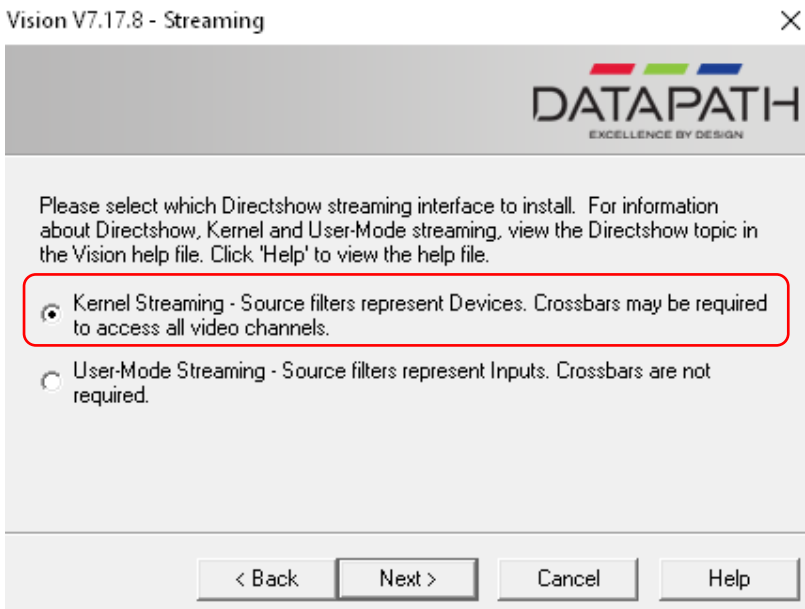 Vision V7.17.8 - Streaming
DATAPATH
EXCELLENCE BY DESIGN
Please select which Directshow streaming interface to install. For information
about Directshow, Kernel and User-Mode streaming, view the Directshow topic in
the Vision help file. Click 'Help' to view the help file.
Kernel Streaming - Source filters represent Devices. Crossbars may be required
to access all video channels.
User-Mode Streaming - Source filters represent Inputs. Crossbars are not
required.
< Back Next > Cancel Help